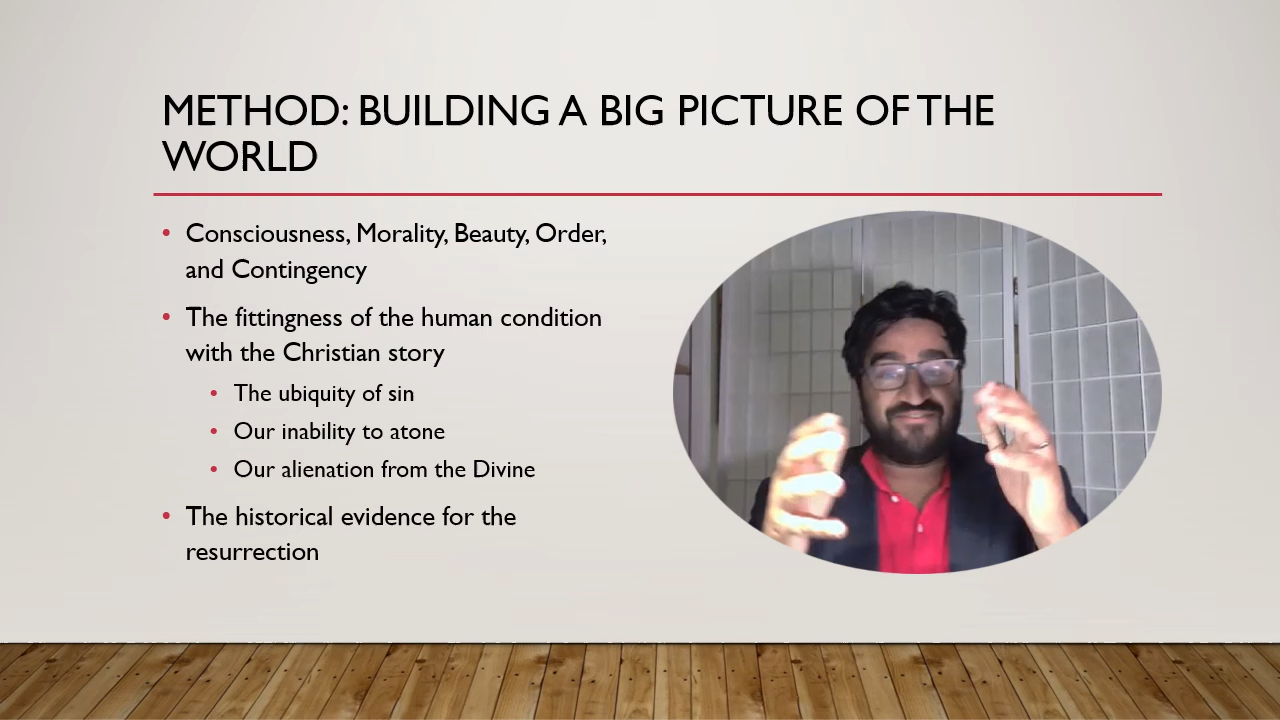 METHOD: BUILDING A BIG PICTURE OF THE
WORLD
• Consciousness, Morality, Beauty, Order,
and Contingency
• The fittingness of the human condition
with the Christian story
• The ubiquity of sin
• Our inability to atone
• Our alienation from the Divine
• The historical evidence for the
resurrection